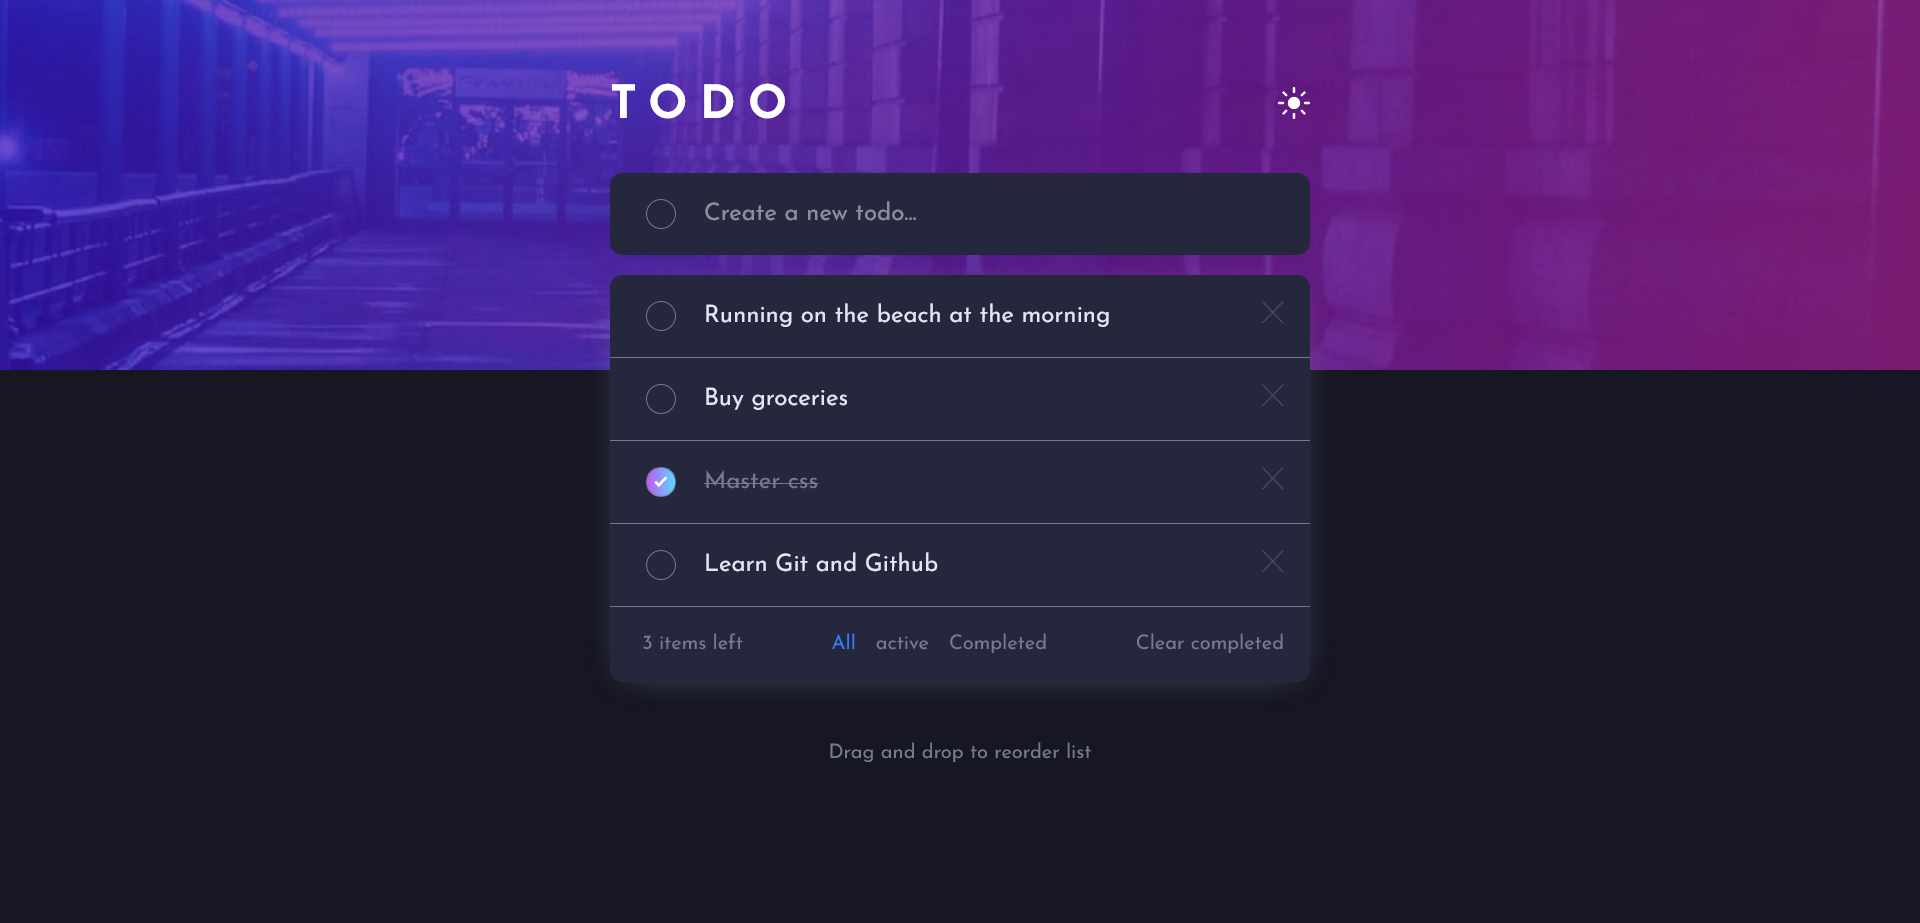 TODO
Create a new todo...
Running on the beach at the morning
Buy groceries
Master css
Learn Git and Github
3 items left All active Completed Clear completed
Drag and drop to reorder list